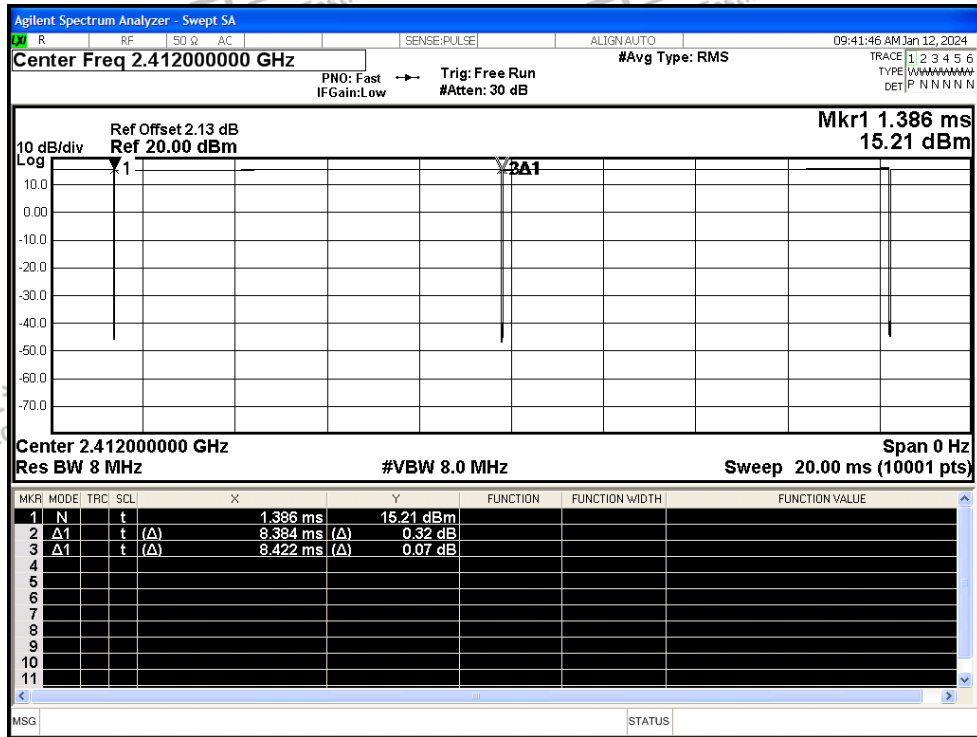 Agilent Spectrum Analyzer - Swept SA
LXI R RF 50 Ω AC SENSE:PULSE ALIGN AUTO 09:41:46 AM Jan 12, 2024
Center Freq 2.412000000 GHz #Avg Type: RMS TRACE 1 2 3 4 5 6
PNO: Fast Trig: Free Run TYPE WWWWWW
IFGain:Low #Atten: 30 dB DET P N N N N N
Mkr1 1.386 ms
Ref Offset 2.13 dB
10 dB/div Ref 20.00 dBm 15.21 dBm
Log
1 3Δ1
10.0
0.00
-10.0
-20.0
-30.0
-40.0
-50.0
-60.0
-70.0
Center 2.412000000 GHz Span 0 Hz
Res BW 8 MHz #VBW 8.0 MHz Sweep 20.00 ms (10001 pts)
MKR MODE TRC SCL X Y FUNCTION FUNCTION WIDTH FUNCTION VALUE
1 N t 1.386 ms 15.21 dBm
2 Δ1 t (Δ) 8.384 ms (Δ) 0.32 dB
3 Δ1 t (Δ) 8.422 ms (Δ) 0.07 dB
4
5
6
7
8
9
10
11
MSG STATUS